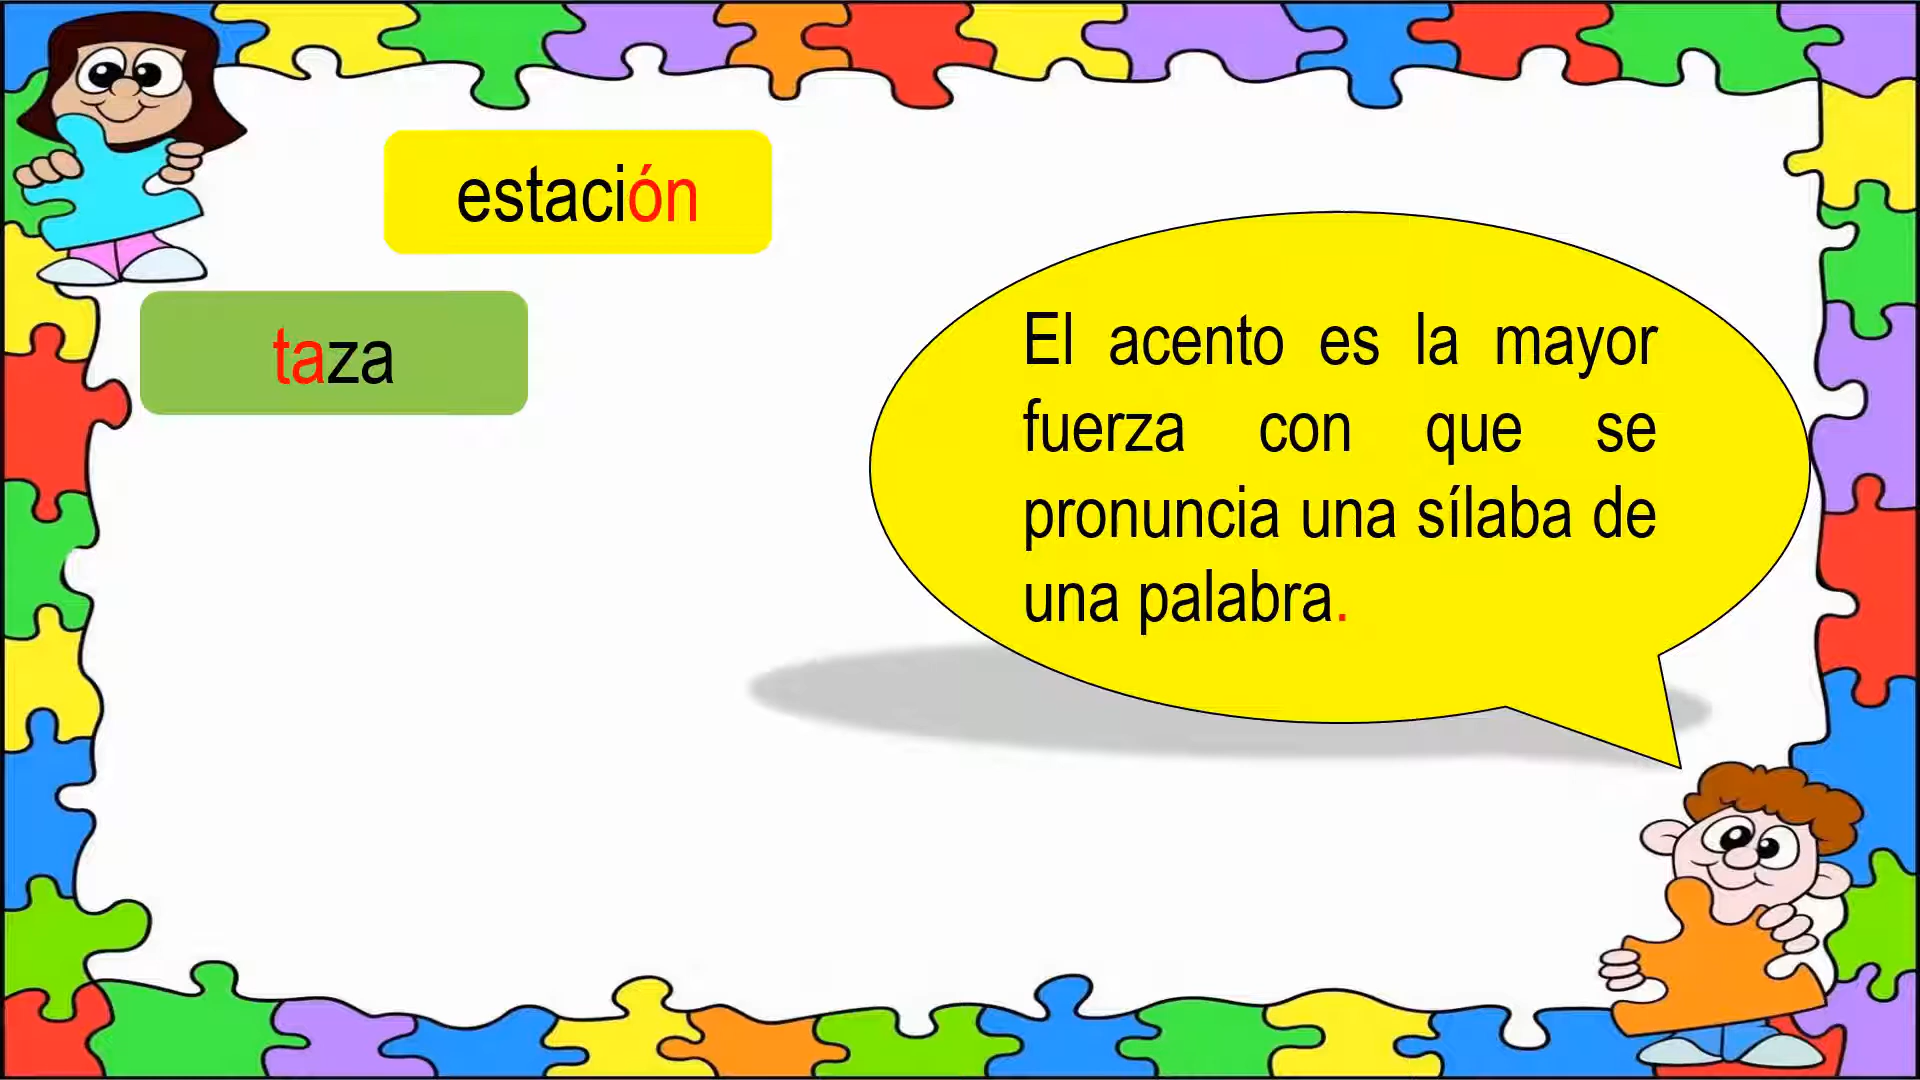 estación
taza
El acento es la mayor
fuerza con que se
pronuncia una sílaba de
una palabra.